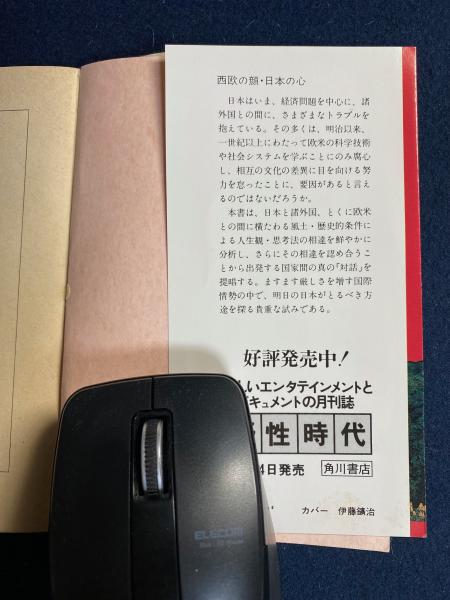 西欧の顔・日本の心
日本はいま、経済問題を中心に、諸
外国との間に、さまざまなトラブルを
抱えている。その多くは、明治以来、
一世紀以上にわたって欧米の科学技術
や社会システムを学ぶことにのみ腐心
し、相互の文化の差異に目を向ける努
力を怠ったことに、要因があると言え
るのではないだろうか。
本書は、日本と諸外国、とくに欧米
との間に横たわる風土・歴史的条件に
よる人生観・思考法の相違を鮮やかに
分析し、さらにその相違を認め合うこ
とから出発する国家間の真の「対話」を
提唱する。ますます厳しさを増す国際
情勢の中で、明日の日本がとるべき方
途を探る貴重な試みである。
好評発売中!
いエンタテインメントと
キュメントの月刊誌
性時代
4日発売 角川書店
カバー 伊藤鑛治
ELECOM